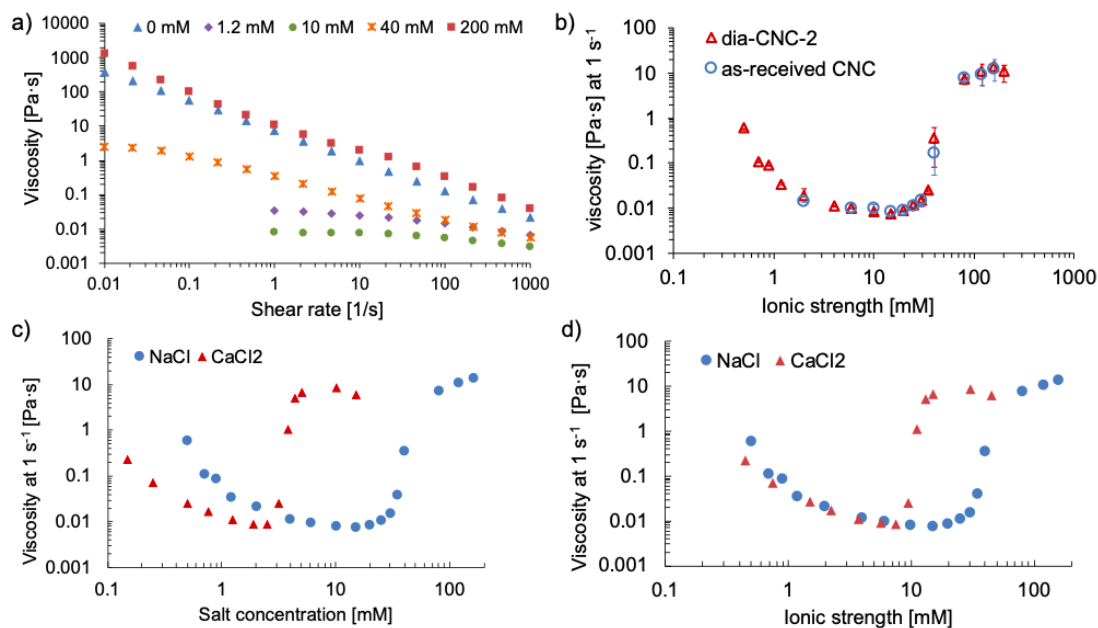 a)
0 mM 1.2 mM 10 mM 40 mM 200 mM
10000
1000
100
10
1
0.1
0.01
0.001
0.01 0.1 1 10 100 1000
Viscosity [Pa·s]
Shear rate [1/s]
b)
dia-CNC-2
as-received CNC
100
10
1
0.1
0.01
0.001
0.1 1 10 100 1000
viscosity [Pa·s] at 1 s⁻¹
Ionic strength [mM]
c)
NaCl CaCl2
100
10
1
0.1
0.01
0.001
0.1 1 10 100
Viscosity at 1 s⁻¹ [Pa·s]
Salt concentration [mM]
d)
NaCl CaCl2
100
10
1
0.1
0.01
0.001
0.1 1 10 100
Viscosity at 1 s⁻¹ [Pa·s]
Ionic strength [mM]